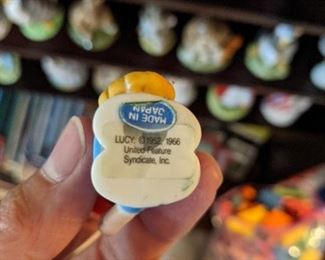 MADE IN
JAPAN
LUCY: ©1952, 1966
United Feature
Syndicate, Inc.